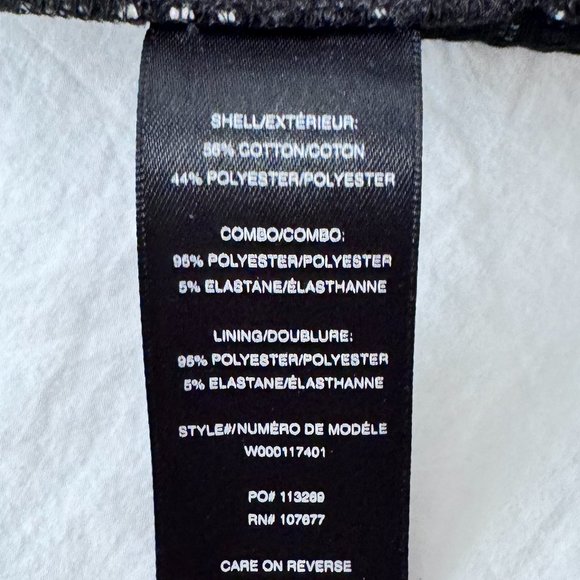 SHELL/EXTÉRIEUR:
56% COTTON/COTON
44% POLYESTER/POLYESTER
COMBO/COMBO:
95% POLYESTER/POLYESTER
5% ELASTANE/ÉLASTHANNE
LINING/DOUBLURE:
95% POLYESTER/POLYESTER
5% ELASTANE/ÉLASTHANNE
STYLE#/NUMÉRO DE MODÉLE
W000117401
PO# 113269
RN# 107677
CARE ON REVERSE